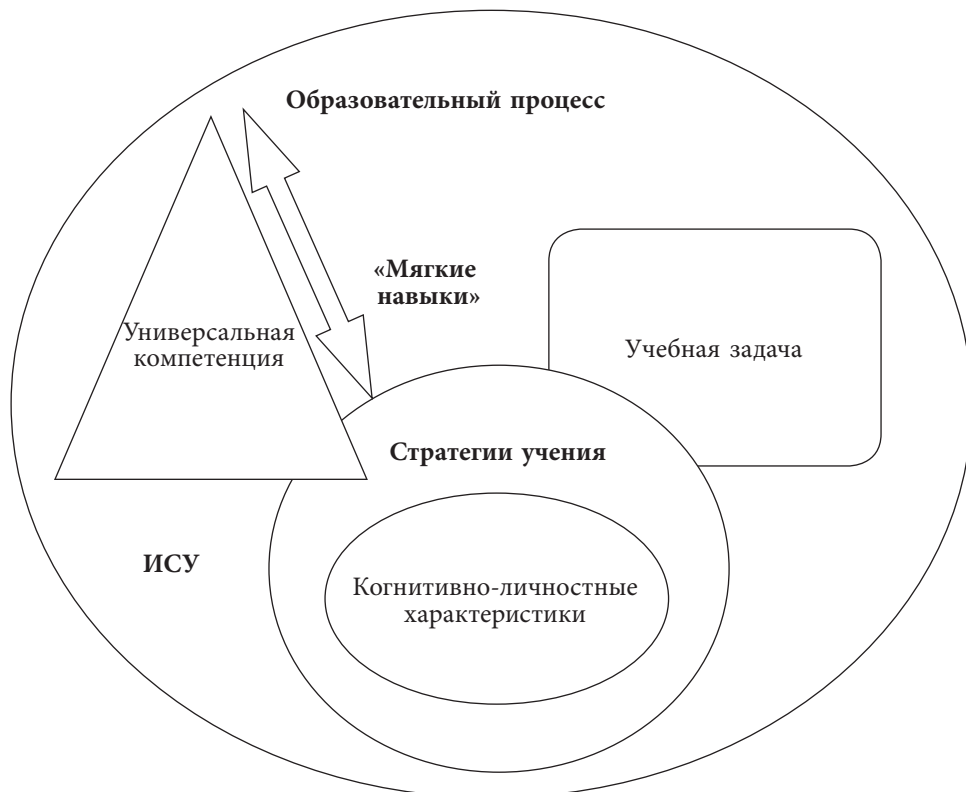 Образовательный процесс
«Мягкие
навыки»
Универсальная
компетенция
Учебная задача
Стратегии учения
ИСУ
Когнитивно-личностные
характеристики